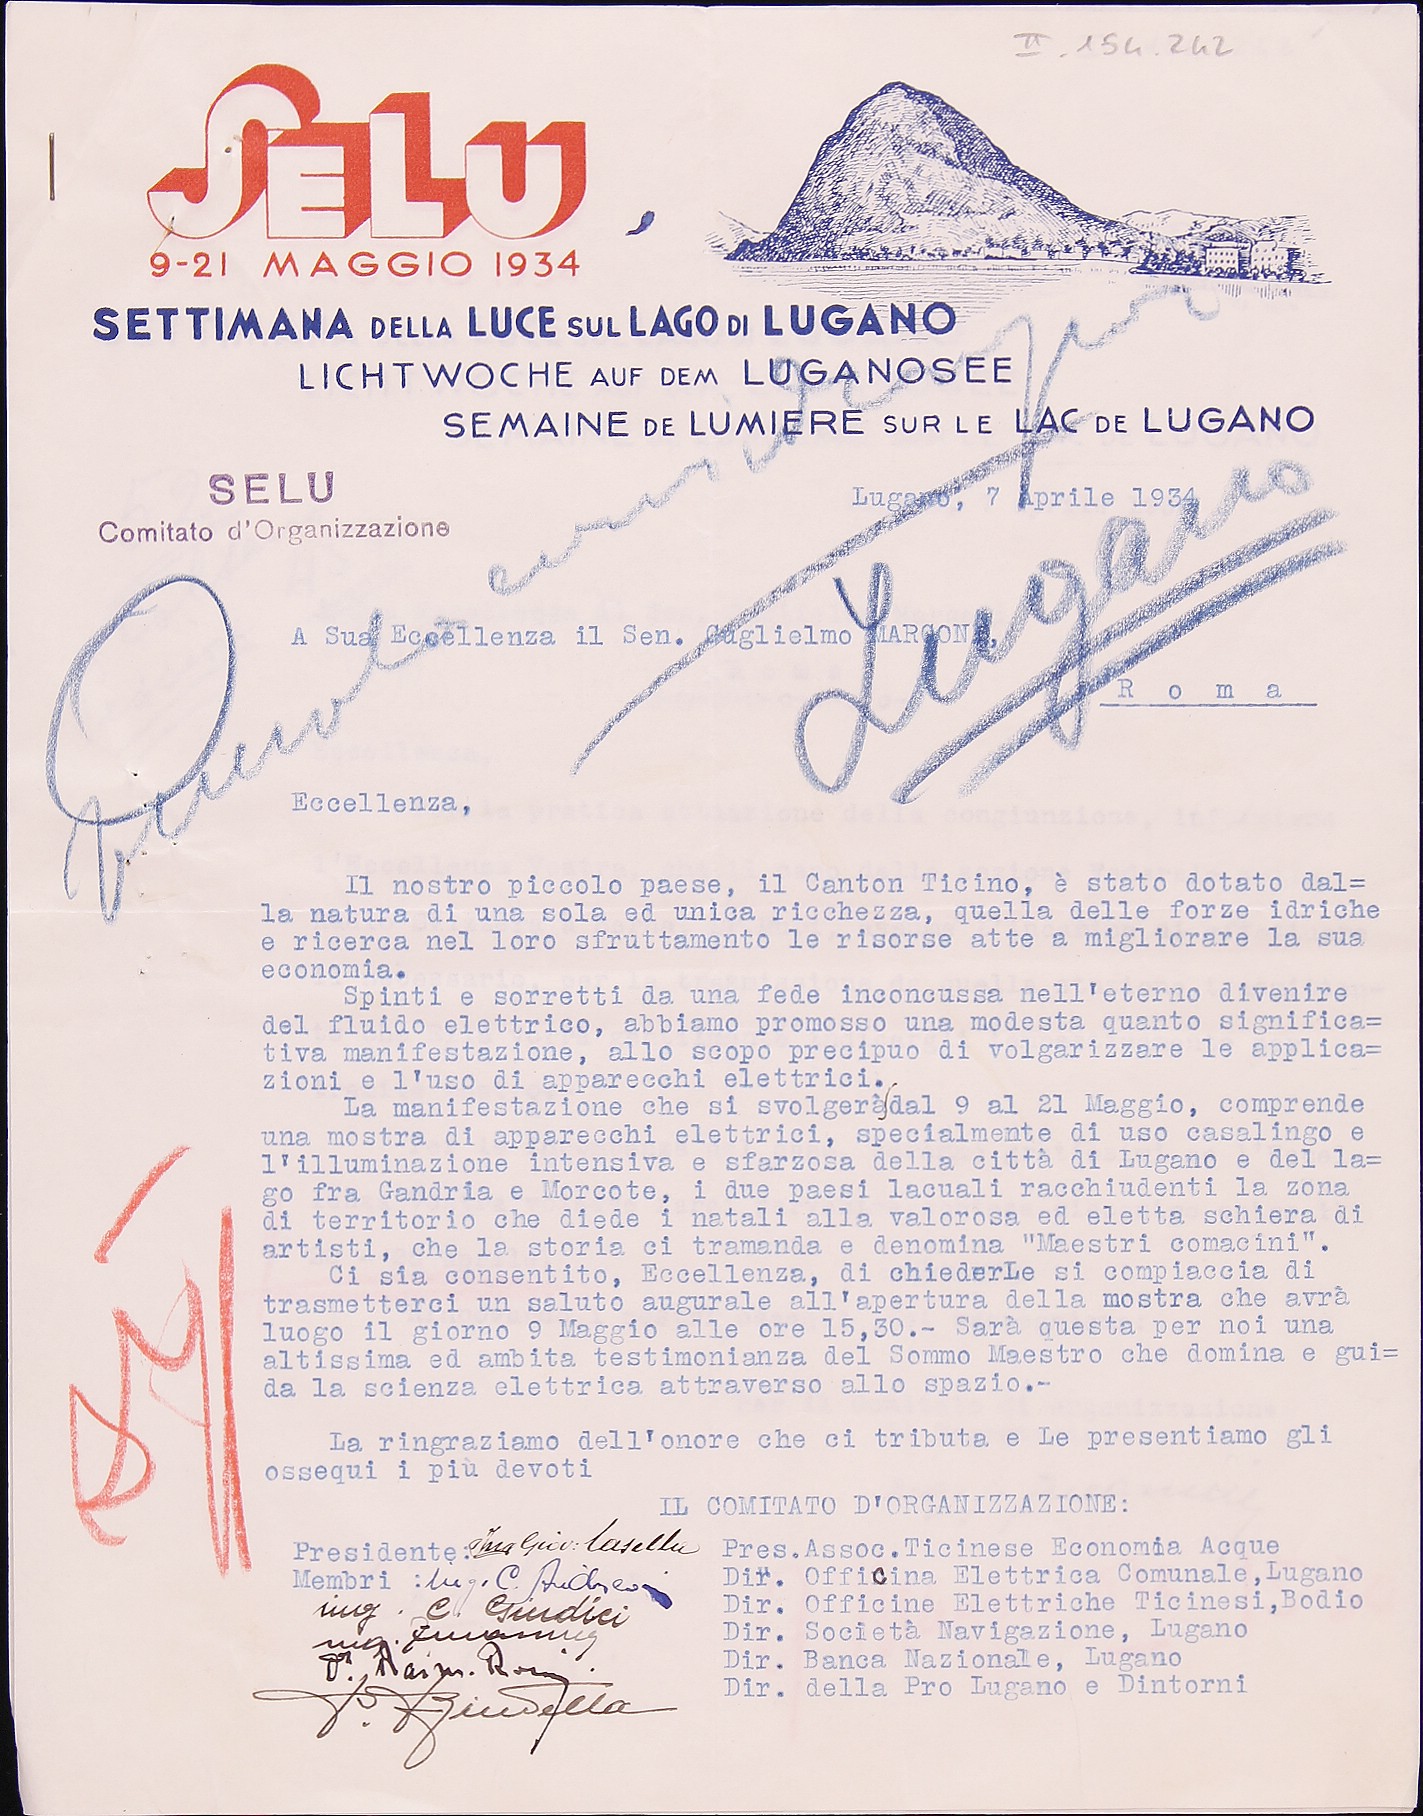 II.154.242
SELU
9-21 MAGGIO 1934
SETTIMANA DELLA LUCE SUL LAGO DI LUGANO
LICHTWOCHE AUF DEM LUGANOSEE
SEMAINE DE LUMIERE SUR LE LAC DE LUGANO
SELU
Comitato d'Organizzazione
Lugano, 7 Aprile 1934
Lugano
A Sua Eccellenza il Sen. Guglielmo MARCONI,
R o m a
Eccellenza,
Il nostro piccolo paese, il Canton Ticino, è stato dotato dal=
la natura di una sola ed unica ricchezza, quella delle forze idriche
e ricerca nel loro sfruttamento le risorse atte a migliorare la sua
economia.
Spinti e sorretti da una fede inconcussa nell'eterno divenire
del fluido elettrico, abbiamo promosso una modesta quanto significa=
tiva manifestazione, allo scopo precipuo di volgarizzare le applica=
zioni e l'uso di apparecchi elettrici.
La manifestazione che si svolgerà dal 9 al 21 Maggio, comprende
una mostra di apparecchi elettrici, specialmente di uso casalingo e
l'illuminazione intensiva e sfarzosa della città di Lugano e del la=
go fra Gandria e Morcote, i due paesi lacuali racchiudenti la zona
di territorio che diede i natali alla valorosa ed eletta schiera di
artisti, che la storia ci tramanda e denomina "Maestri comacini".
Ci sia consentito, Eccellenza, di chiederLe si compiaccia di
trasmetterci un saluto augurale all'apertura della mostra che avrà
luogo il giorno 9 Maggio alle ore 15,30.- Sarà questa per noi una
altissima ed ambita testimonianza del Sommo Maestro che domina e gui=
da la scienza elettrica attraverso allo spazio.-
La ringraziamo dell'onore che ci tributa e Le presentiamo gli
ossequi i più devoti
IL COMITATO D'ORGANIZZAZIONE:
Presidente: Ing Giov. Casella Pres.Assoc.Ticinese Economia Acque
Membri : Ing. C. Dir. Officina Elettrica Comunale,Lugano
ing. C. Giudici Dir. Officine Elettriche Ticinesi,Bodio
ing. Dir. Società Navigazione, Lugano
Dr. Raim. Rossi Dir. Banca Nazionale, Lugano
Dir. della Pro Lugano e Dintorni